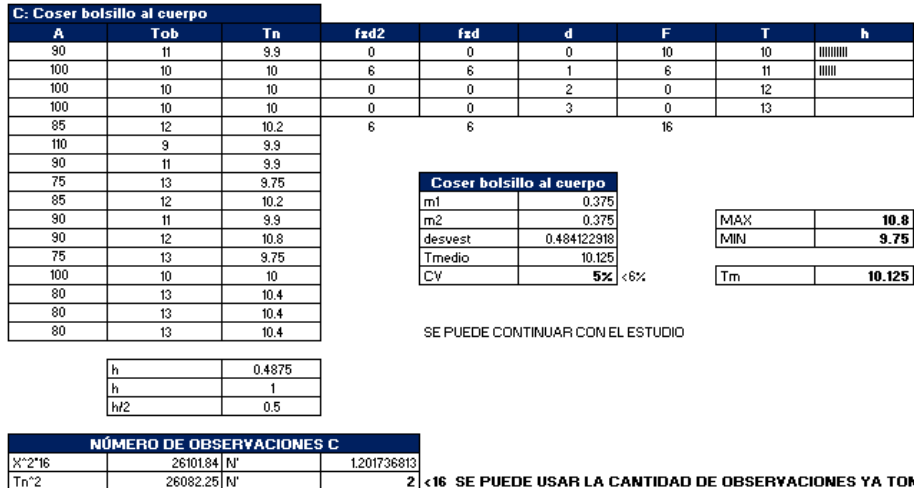 C: Coser bolsillo al cuerpo
A Tob Tn fxd2 fxd d F T h
90 11 9.9 0 0 0 10 10 IIIIIIIIII
100 10 10 6 6 1 6 11 IIIIII
100 10 10 0 0 2 0 12
100 10 10 0 0 3 0 13
85 12 10.2 6 6 16
110 9 9.9
90 11 9.9
75 13 9.75 Coser bolsillo al cuerpo
85 12 10.2 m1 0.375
90 11 9.9 m2 0.375 MAX 10.8
90 12 10.8 desvest 0.484122918 MIN 9.75
75 13 9.75 Tmedio 10.125
100 10 10 CV 5% <6% Tm 10.125
80 13 10.4
80 13 10.4
80 13 10.4 SE PUEDE CONTINUAR CON EL ESTUDIO
h 0.4875
h 1
h/2 0.5
NÚMERO DE OBSERVACIONES C
X^2*16 26101.84 N' 1.201736813
Tn^2 26082.25 N' 2 <16 SE PUEDE USAR LA CANTIDAD DE OBSERVACIONES YA TOM